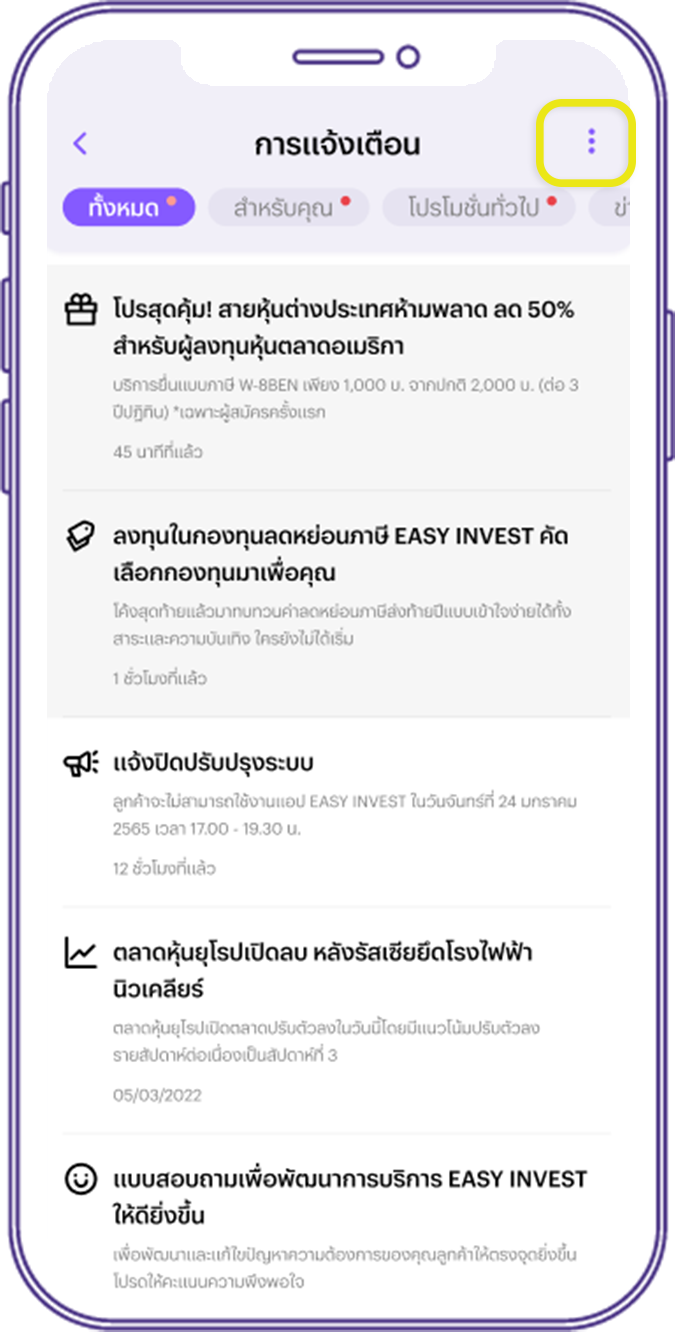 การแจ้งเตือน
ทั้งหมด สำหรับคุณ โปรโมชั่นทั่วไป
โปรสุดคุ้ม! สายหุ้นต่างประเทศห้ามพลาด ลด 50%
สำหรับผู้ลงทุนหุ้นตลาดอเมริกา
บริการยื่นแบบภาษี W-8BEN เพียง 1,000 บ. จากปกติ 2,000 บ. (ต่อ 3
ปีปฏิทิน) *เฉพาะผู้สมัครครั้งแรก
45 นาทีที่แล้ว
ลงทุนในกองทุนลดหย่อนภาษี EASY INVEST คัด
เลือกกองทุนมาเพื่อคุณ
โค้งสุดท้ายแล้วมาทบทวนค่าลดหย่อนภาษีส่งท้ายปีแบบเข้าใจง่ายได้ทั้ง
สาระและความบันเทิง ใครยังไม่ได้เริ่ม
1 ชั่วโมงที่แล้ว
แจ้งปิดปรับปรุงระบบ
ลูกค้าจะไม่สามารถใช้งานแอป EASY INVEST ในวันจันทร์ที่ 24 มกราคม
2565 เวลา 17.00 - 19.30 น.
12 ชั่วโมงที่แล้ว
ตลาดหุ้นยุโรปเปิดลบ หลังรัสเซียยึดโรงไฟฟ้า
นิวเคลียร์
ตลาดหุ้นยุโรปเปิดตลาดปรับตัวลงในวันนี้โดยมีแนวโน้มปรับตัวลง
รายสัปดาห์ต่อเนื่องเป็นสัปดาห์ที่ 3
05/03/2022
แบบสอบถามเพื่อพัฒนาการบริการ EASY INVEST
ให้ดียิ่งขึ้น
เพื่อพัฒนาและแก้ไขปัญหาความต้องการของคุณลูกค้าให้ตรงจุดยิ่งขึ้น
โปรดให้คะแนนความพึงพอใจ